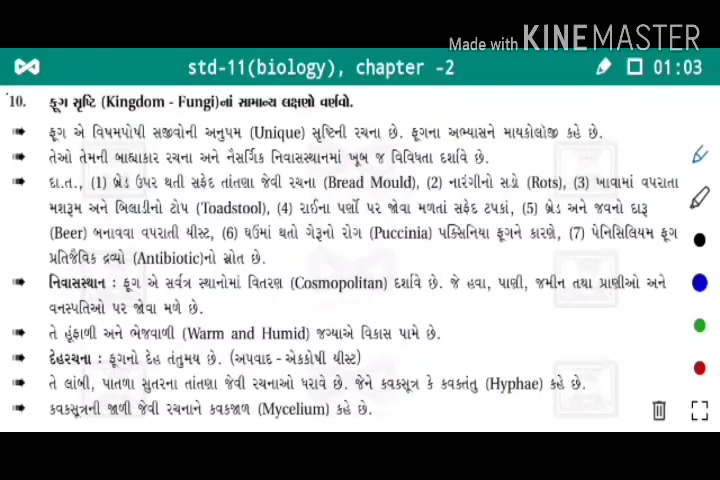 Made with KINEMASTER
std-11(biology), chapter -2
01:03
10. ફૂગ સૃષ્ટિ (Kingdom - Fungi)નાં સામાન્ય લક્ષણો વર્ણવો.
ફૂગ એ વિષમપોષી સજીવોની અનુપમ (Unique) સૃષ્ટિની રચના છે. ફૂગના અભ્યાસને માયકોલૉજી કહે છે.
તેઓ તેમની બાહ્યાકાર રચના અને નૈસર્ગિક નિવાસસ્થાનમાં ખૂબ જ વિવિધતા દર્શાવે છે.
દા.ત., (1) બ્રેડ ઉપર થતી સફેદ તાંતણા જેવી રચના (Bread Mould), (2) નારંગીનો સડો (Rots), (3) ખાવામાં વપરાતા
મશરૂમ અને બિલાડીનો ટોપ (Toadstool), (4) રાઈના પર્ણો પર જોવા મળતાં સફેદ ટપકાં, (5) બ્રેડ અને જવનો દારૂ
(Beer) બનાવવા વપરાતી યીસ્ટ, (6) ઘઉંમાં થતો ગેરૂનો રોગ (Puccinia) પક્સિનિયા ફૂગને કારણે, (7) પેનિસિલિયમ ફૂગ
પ્રતિજૈવિક દ્રવ્યો (Antibiotic)નો સ્રોત છે.
નિવાસસ્થાન : ફૂગ એ સર્વત્ર સ્થાનોમાં વિતરણ (Cosmopolitan) દર્શાવે છે. જે હવા, પાણી, જમીન તથા પ્રાણીઓ અને
વનસ્પતિઓ પર જોવા મળે છે.
તે હૂંફાળી અને ભેજવાળી (Warm and Humid) જગ્યાએ વિકાસ પામે છે.
દેહરચના : ફૂગનો દેહ તંતુમય છે. (અપવાદ - એકકોષી યીસ્ટ)
તે લાંબી, પાતળા સુતરના તાંતણા જેવી રચનાઓ ધરાવે છે. જેને કવકસૂત્ર કે કવકતંતુ (Hyphae) કહે છે.
કવકસૂત્રની જાળી જેવી રચનાને કવકજાળ (Mycelium) કહે છે.